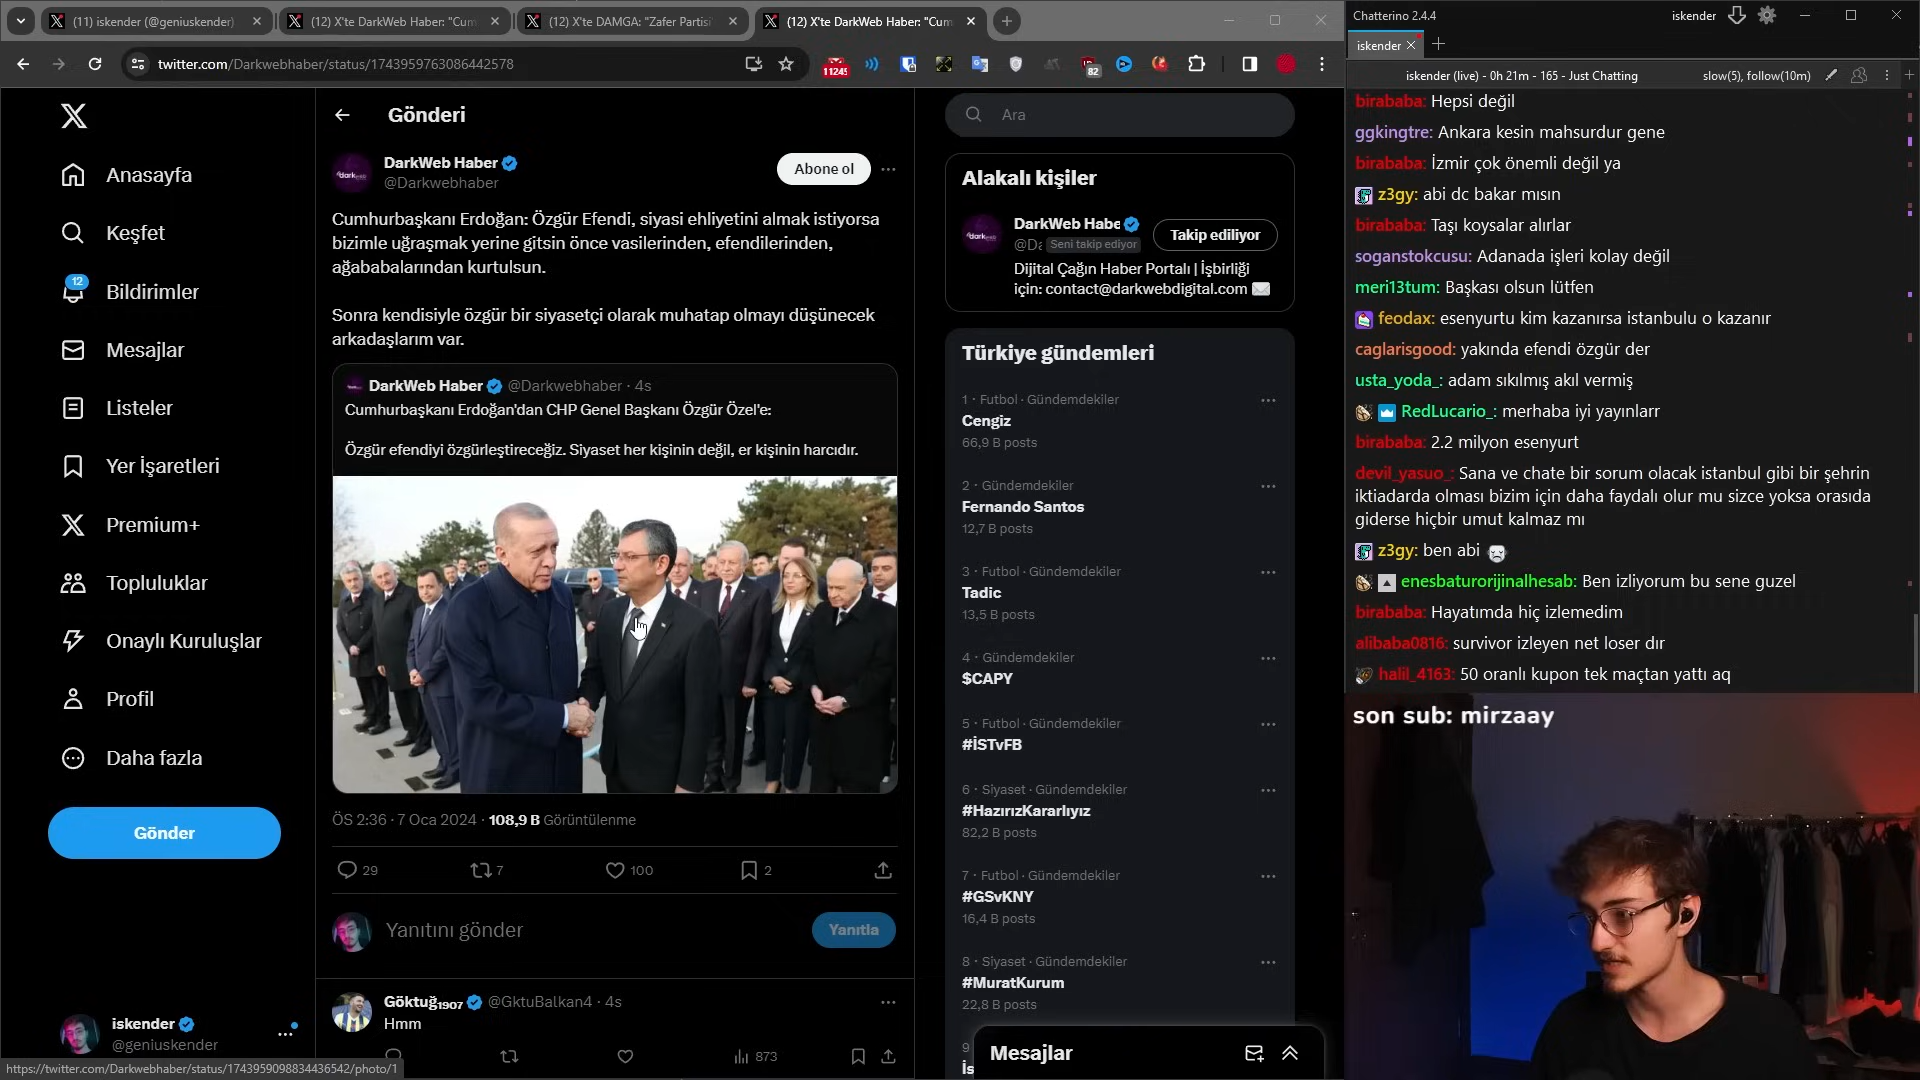 (11) iskender (@geniuskender)
(12) X'te DarkWeb Haber: "Cum
(12) X'te DAMGA: "Zafer Partisi
(12) X'te DarkWeb Haber: "Cum
twitter.com/Darkwebhaber/status/1743959763086442578
11245
82
Anasayfa
Keşfet
12
Bildirimler
Mesajlar
Listeler
Yer İşaretleri
Premium+
Topluluklar
Onaylı Kuruluşlar
Profil
Daha fazla
Gönder
iskender
@geniuskender
https://twitter.com/Darkwebhaber/status/1743959098834436542/photo/1
Gönderi
DarkWeb Haber
@Darkwebhaber
Abone ol
Cumhurbaşkanı Erdoğan: Özgür Efendi, siyasi ehliyetini almak istiyorsa
bizimle uğraşmak yerine gitsin önce vasilerinden, efendilerinden,
ağababalarından kurtulsun.
Sonra kendisiyle özgür bir siyasetçi olarak muhatap olmayı düşünecek
arkadaşlarım var.
DarkWeb Haber @Darkwebhaber · 4s
Cumhurbaşkanı Erdoğan'dan CHP Genel Başkanı Özgür Özel'e:
Özgür efendiyi özgürleştireceğiz. Siyaset her kişinin değil, er kişinin harcıdır.
ÖS 2:36 · 7 Oca 2024 · 108,9 B Görüntülenme
29
7
100
2
Yanıtını gönder
Yanıtla
Göktuğ1907 @GktuBalkan4 · 4s
Hmm
873
Ara
Alakalı kişiler
DarkWeb Habe
@Da Seni takip ediyor
Takip ediliyor
Dijital Çağın Haber Portalı | İşbirliği
için: contact@darkwebdigital.com
Türkiye gündemleri
1 · Futbol · Gündemdekiler
Cengiz
66,9 B posts
2 · Gündemdekiler
Fernando Santos
12,7 B posts
3 · Futbol · Gündemdekiler
Tadic
13,5 B posts
4 · Gündemdekiler
$CAPY
5 · Futbol · Gündemdekiler
#İSTvFB
6 · Siyaset · Gündemdekiler
#HazırızKararlıyız
82,2 B posts
7 · Futbol · Gündemdekiler
#GSvKNY
16,4 B posts
8 · Siyaset · Gündemdekiler
#MuratKurum
22,8 B posts
9
İs
Mesajlar
Chatterino 2.4.4
iskender
iskender
iskender (live) - 0h 21m - 165 - Just Chatting
slow(5), follow(10m)
birababa: Hepsi değil
ggkingtre: Ankara kesin mahsurdur gene
birababa: İzmir çok önemli değil ya
z3gy: abi dc bakar mısın
birababa: Taşı koysalar alırlar
soganstokcusu: Adanada işleri kolay değil
meri13tum: Başkası olsun lütfen
feodax: esenyurtu kim kazanırsa istanbulu o kazanır
caglarisgood: yakında efendi özgür der
usta_yoda_: adam sıkılmış akıl vermiş
RedLucario_: merhaba iyi yayınlarr
birababa: 2.2 milyon esenyurt
devil_yasuo_: Sana ve chate bir sorum olacak istanbul gibi bir şehrin
iktiadarda olması bizim için daha faydalı olur mu sizce yoksa orasıda
giderse hiçbir umut kalmaz mı
z3gy: ben abi
enesbaturorijinalhesab: Ben izliyorum bu sene guzel
birababa: Hayatımda hiç izlemedim
alibaba0816: survivor izleyen net loser dır
halil_4163: 50 oranlı kupon tek maçtan yattı aq
son sub: mirzaay